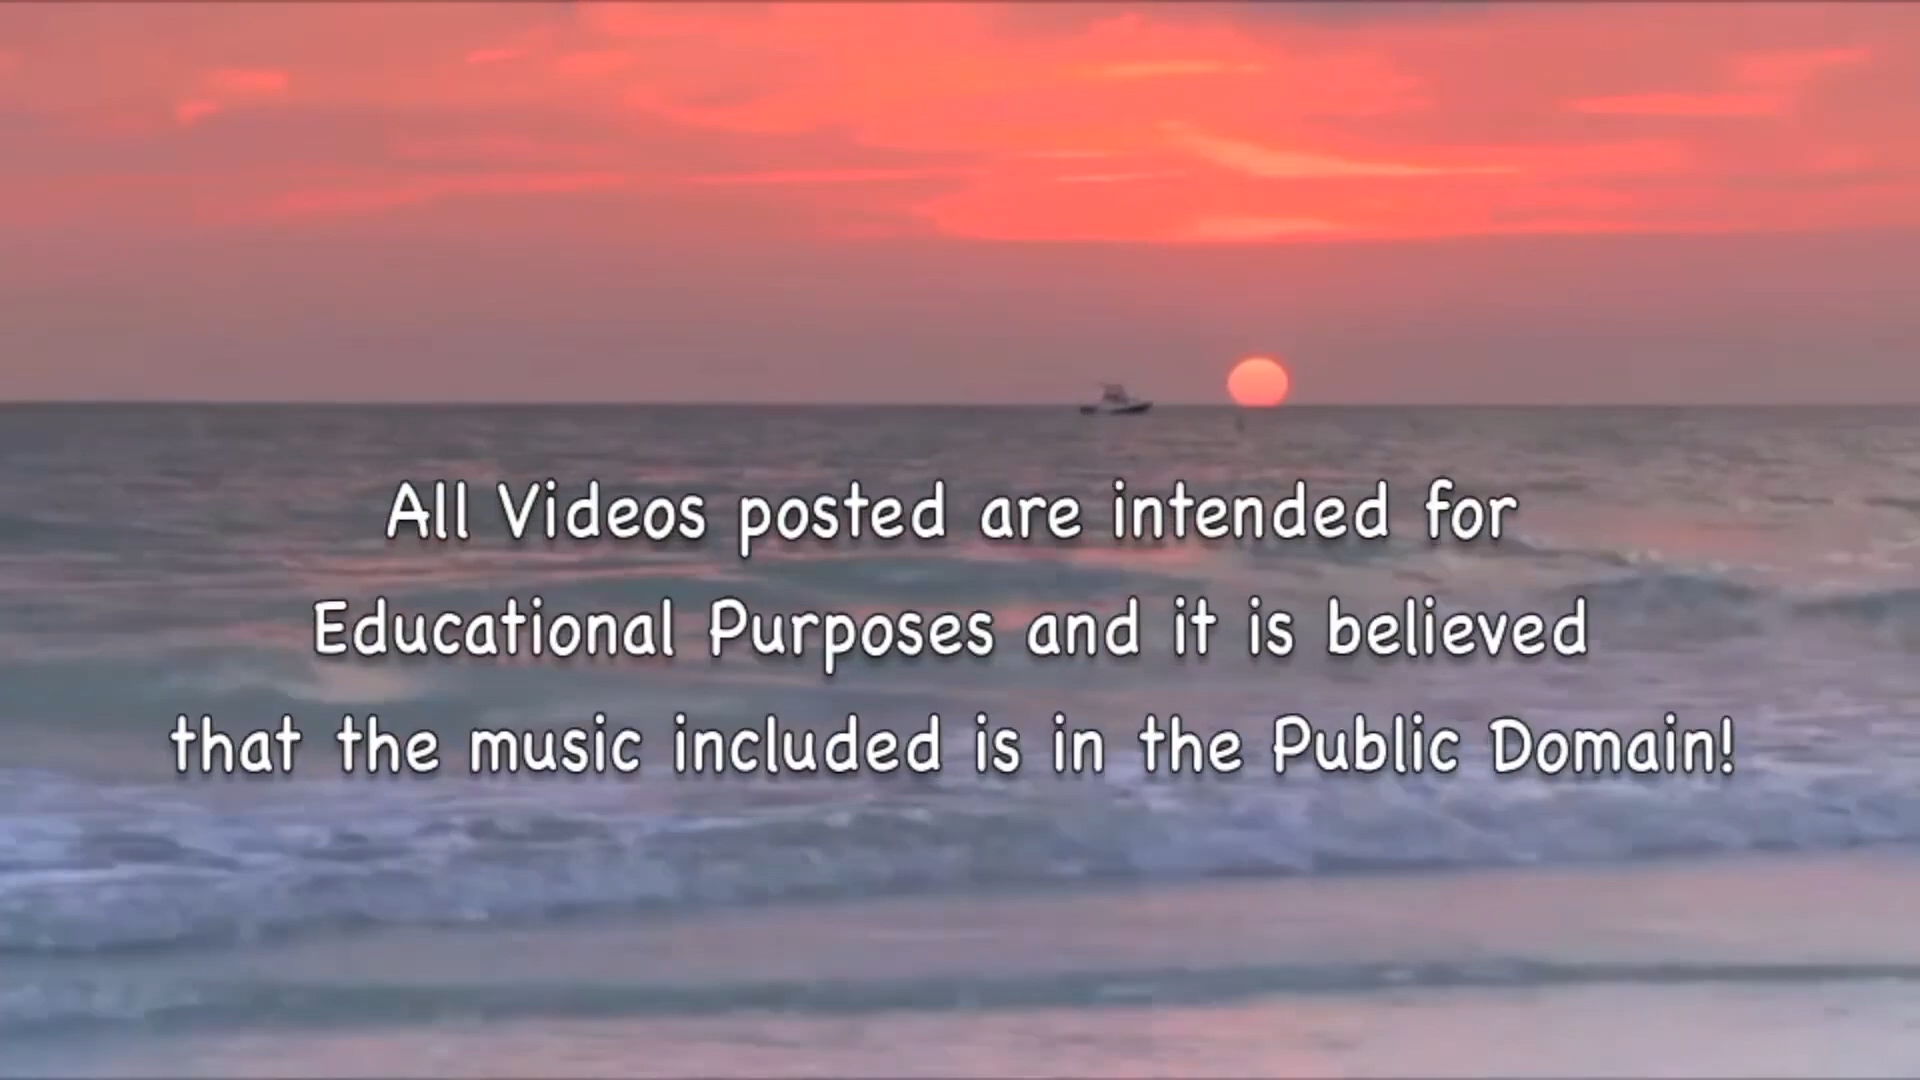 All Videos posted are intended for
Educational Purposes and it is believed
that the music included is in the Public Domain!